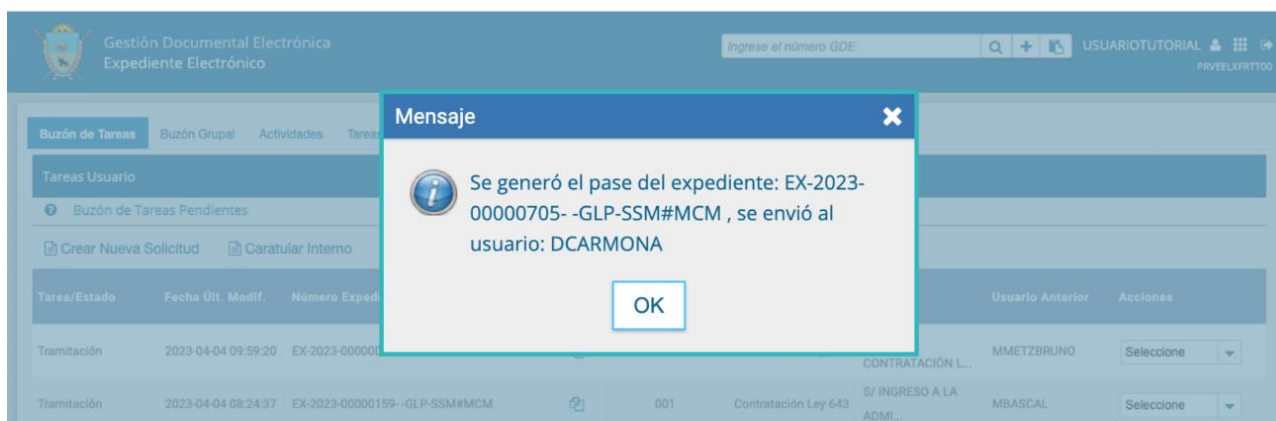 Gestión Documental Electrónica
Expediente Electrónico
Ingrese el número GDE
USUARIOTUTORIAL
PRVEELXFRTT00
Mensaje
Buzón de Tareas Buzón Grupal Actividades
Tareas Usuario
Se generó el pase del expediente: EX-2023-
00000705- -GLP-SSM#MCM , se envió al
usuario: DCARMONA
Buzón de Tareas Pendientes
Crear Nueva Solicitud Caratular Interno
OK
Tarea/Estado Fecha Últ. Modif. Número Usuario Anterior Acciones
Tramitación 2023-04-04 09:59:20 EX-2023-000000 CONTRATACIÓN L... MMETZBRUNO Seleccione
Tramitación 2023-04-04 08:24:37 EX-2023-00000159- -GLP-SSM#MCM 001 Contratación Ley 643 S/ INGRESO A LA ADMI... MBASCAL Seleccione